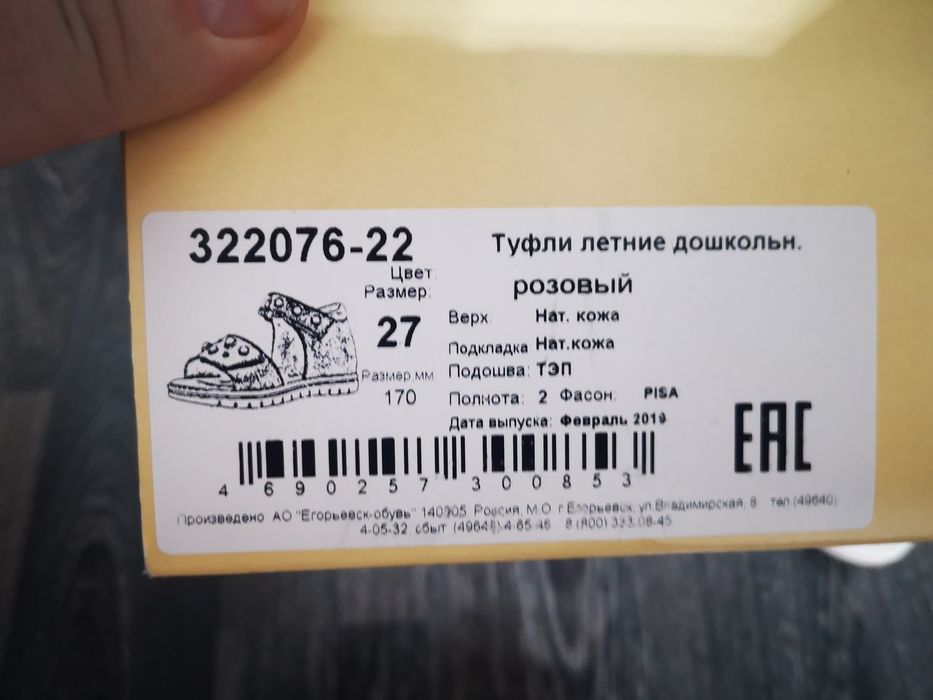 322076-22 Туфли летние дошкольн.
Цвет: розовый
Размер: 27
Верх: Нат. кожа
Подкладка Нат.кожа
Подошва: ТЭП
Размер,мм 170
Полнота: 2 Фасон: PISA
Дата выпуска: Февраль 2019
EAC
4 690257 300853
Произведено АО "Егорьевск-обувь" 140305 Россия, М.О. г.Егорьевск, ул.Владимирская, 8 тел (49640)
4-05-32, сбыт (49640) 4-65-46 8 (800) 333-08-45